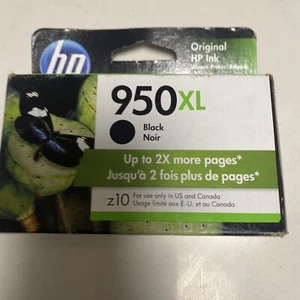 hp
Original
HP Ink
950XL
Black
Noir
Up to 2X more pages*
Jusqu'à 2 fois plus de pages*
z10
For use only in US and Canada
Usage limité aux É.-U. et au Canada